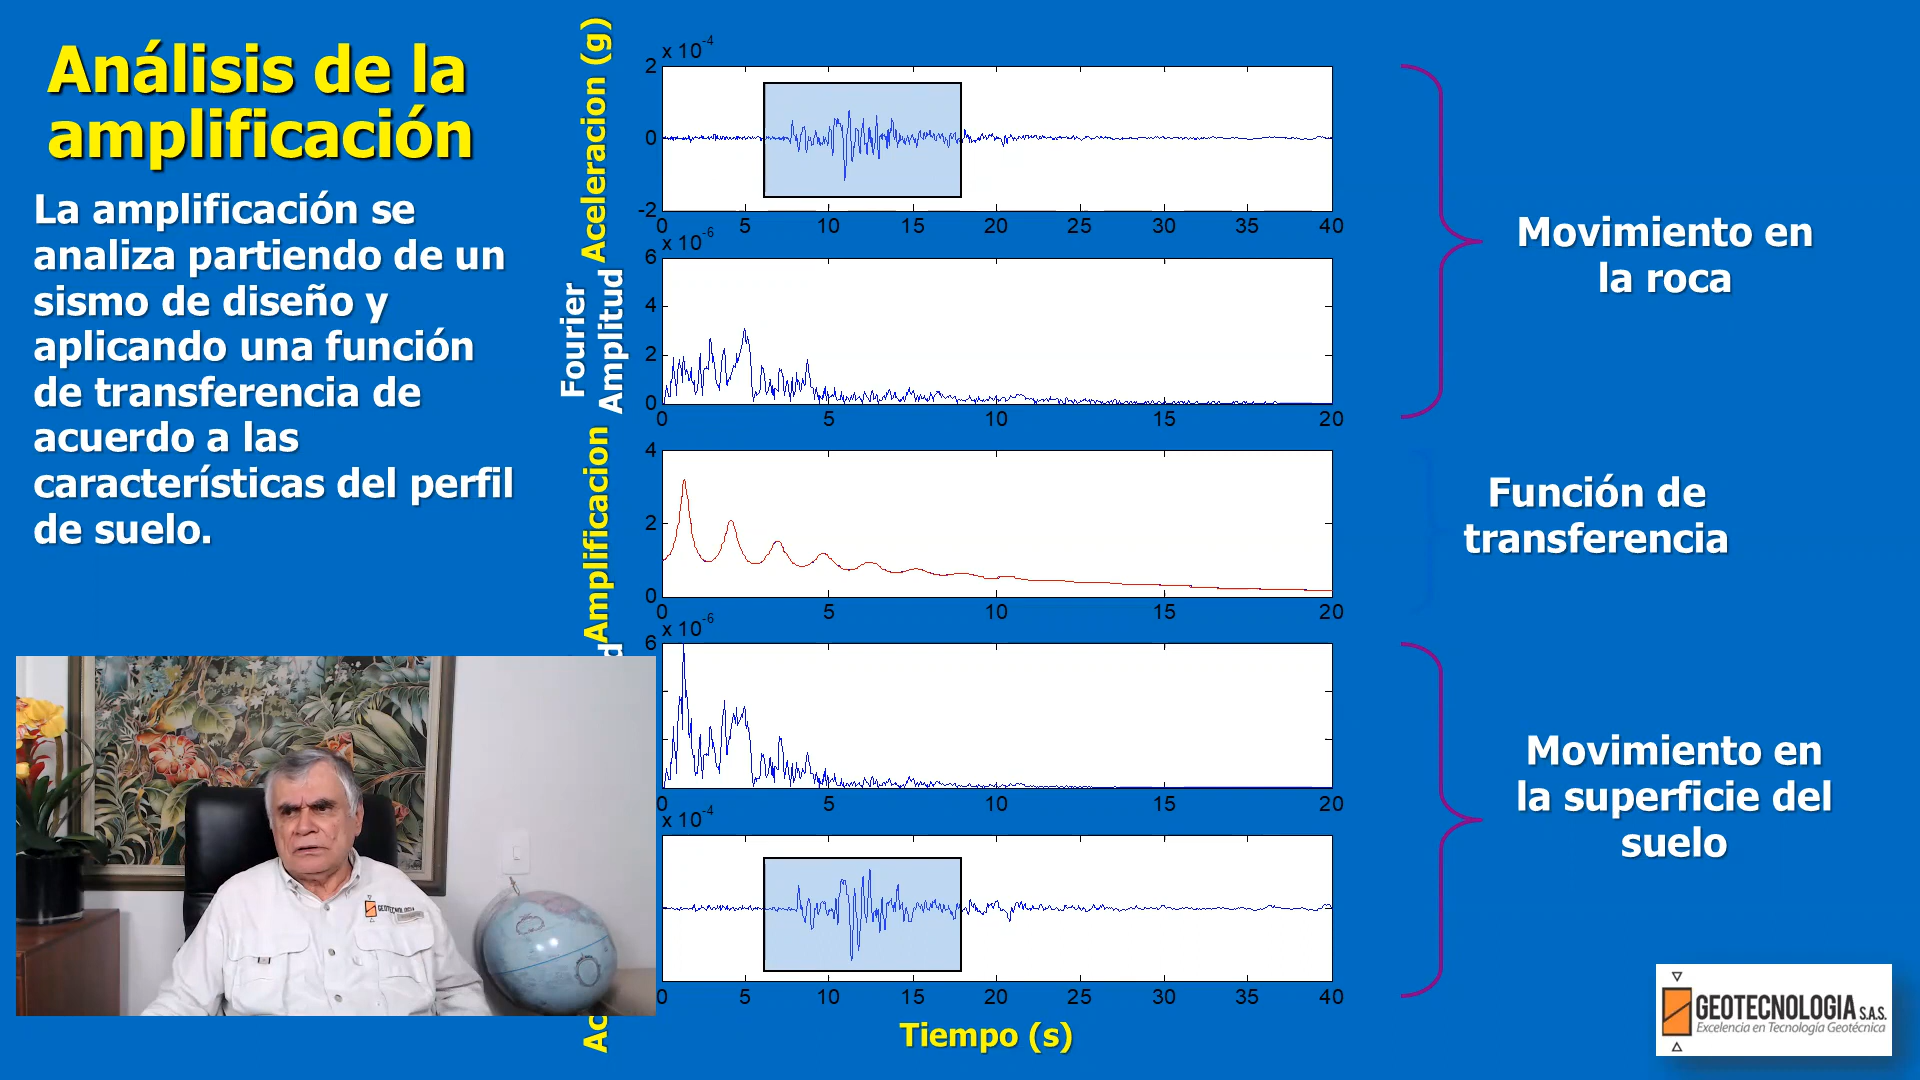 Análisis de la
amplificación
La amplificación se
analiza partiendo de un
sismo de diseño y
aplicando una función
de transferencia de
acuerdo a las
características del perfil
de suelo.
Aceleracion (g)
x 10-4
2
0
-2
0 5 10 15 20 25 30 35 40
Fourier
Amplitud
x 10-6
6
4
2
0
0 5 10 15 20
Amplificacion
4
2
0
0 5 10 15 20
x 10-6
6
d
0 5 10 15 20
x 10-4
Ac
0 5 10 15 20 25 30 35 40
Tiempo (s)
Movimiento en
la roca
Función de
transferencia
Movimiento en
la superficie del
suelo
GEOTECNOLOGIA
GEOTECNOLOGIA S.A.S.
Excelencia en Tecnología Geotécnica